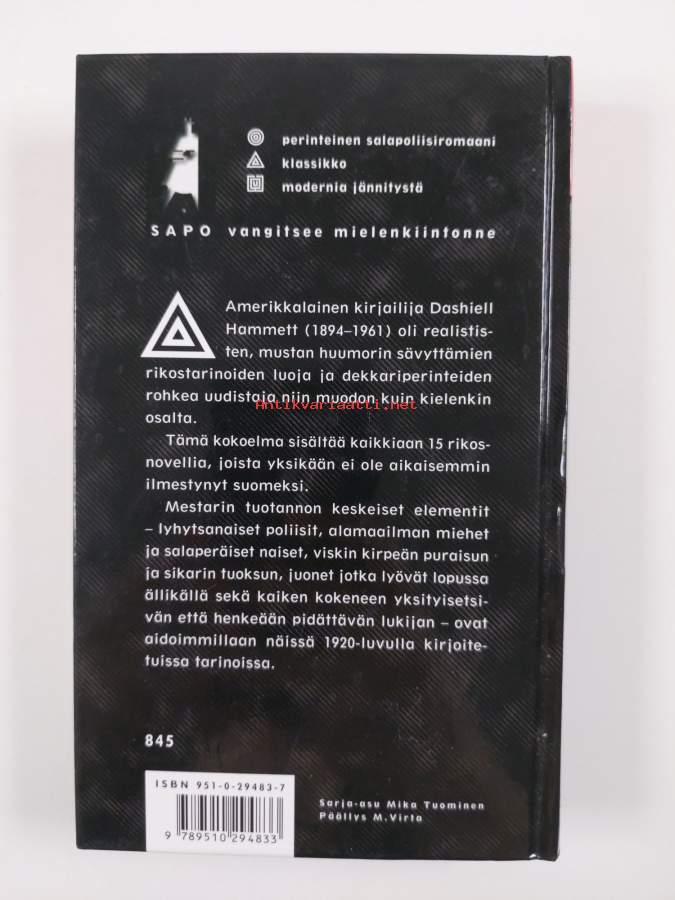 perinteinen salapoliisiromaani
klassikko
modernia jännitystä
SAPO vangitsee mielenkiintonne
Amerikkalainen kirjailija Dashiell
Hammett (1894–1961) oli realistis-
ten, mustan huumorin sävyttämien
rikostarinoiden luoja ja dekkariperinteiden
rohkea uudistaja niin muodon kuin kielenkin
Antikvariaatti.net
osalta.
Tämä kokoelma sisältää kaikkiaan 15 rikos-
novellia, joista yksikään ei ole aikaisemmin
ilmestynyt suomeksi.
Mestarin tuotannon keskeiset elementit
– lyhytsanaiset poliisit, alamaailman miehet
ja salaperäiset naiset, viskin kirpeän puraisun
ja sikarin tuoksun, juonet jotka lyövät lopussa
ällikällä sekä kaiken kokeneen yksityisetsi-
vän että henkeään pidättävän lukijan – ovat
aidoimmillaan näissä 1920-luvulla kirjoite-
tuissa tarinoissa.
845
ISBN 951-0-29483-7
9 789510 294833
Sarja-asu Mika Tuominen
Päällys M.Virta